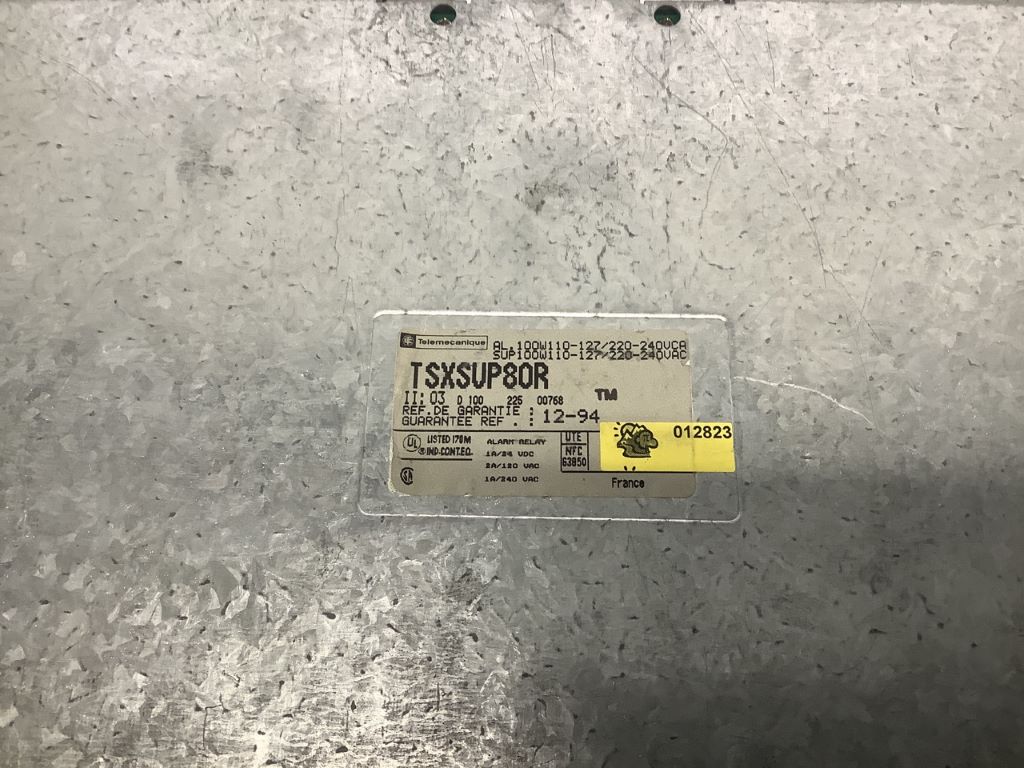 Telemecanique
AL.100W110-127/220-240VCA
SUP100W110-127/220-240VAC
TSXSUP80R
II: 03 D 100 225 00768
TM
REF.DE GARANTIE :
GUARANTEE REF . : 12-94
012823
UL LISTED 170M
IND.CONT.EQ.
ALARM RELAY
1A/24 VDC
2A/120 VAC
1A/240 VAC
UTE
NFC
63850
France